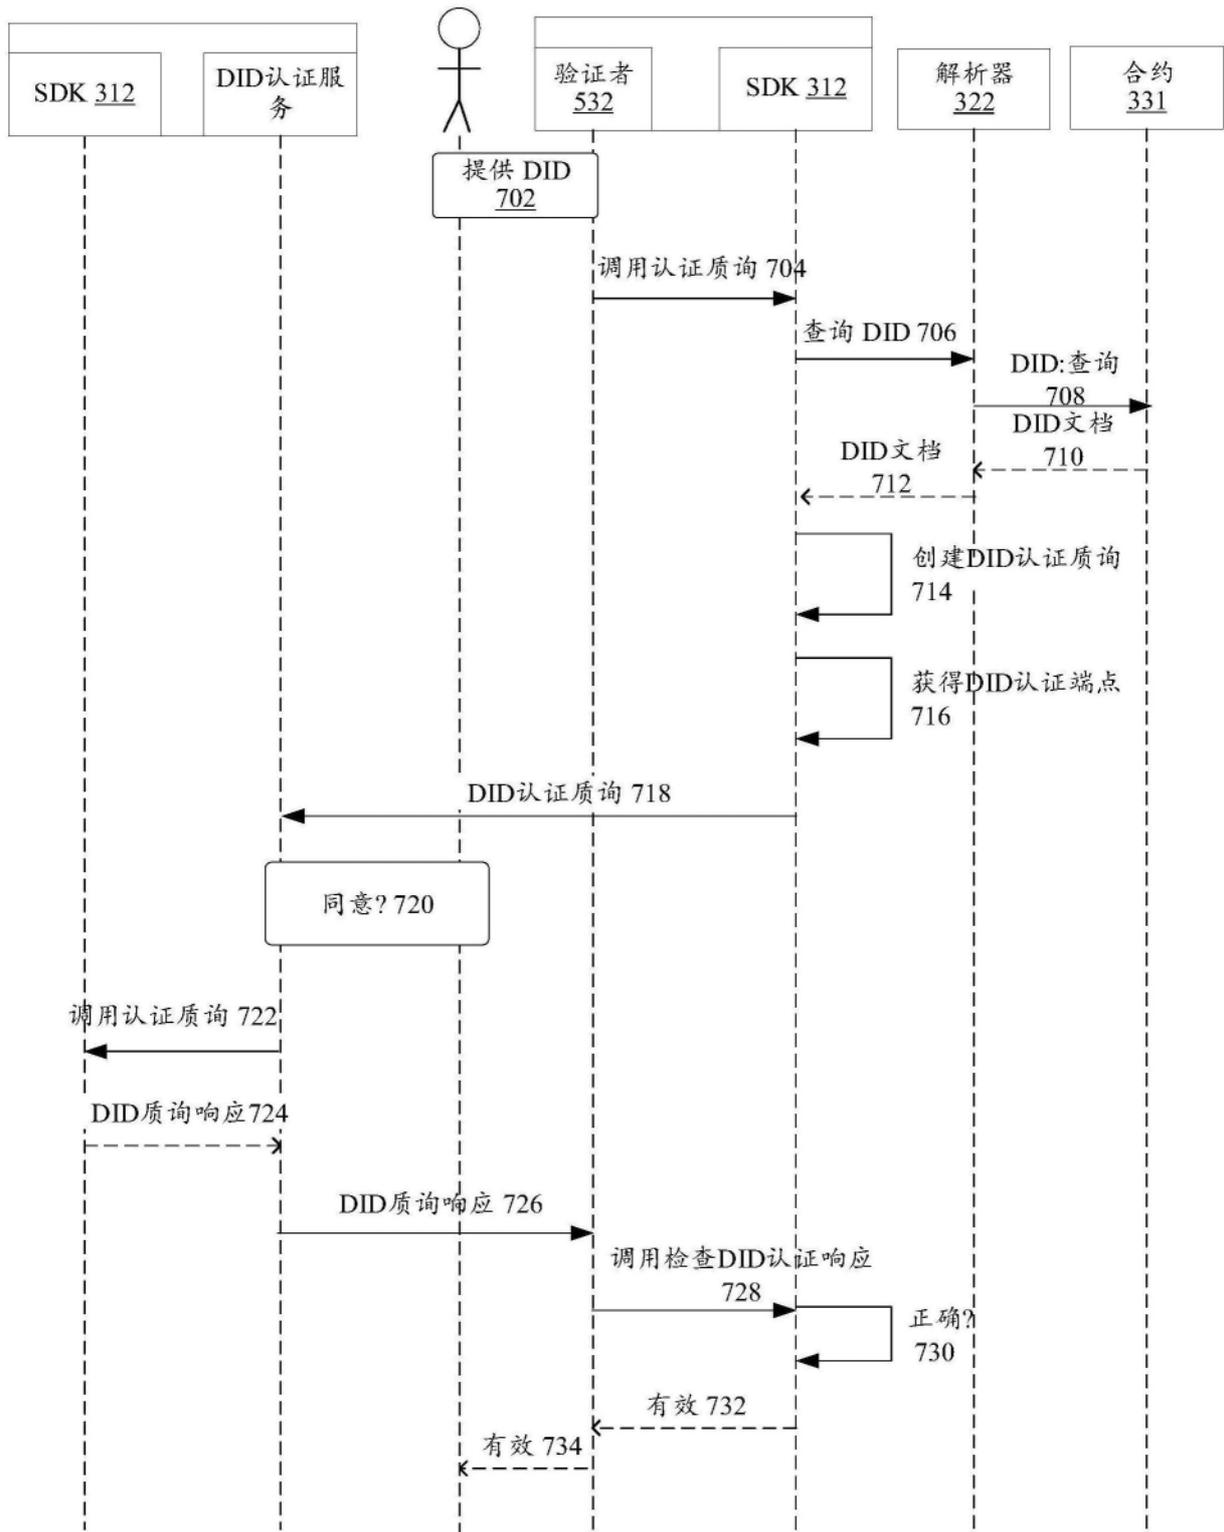 SDK 312
DID认证服
务
验证者
532
SDK 312
解析器
322
合约
331
提供 DID
702
调用认证质询 704
查询 DID 706
DID:查询
708
DID文档
710
DID文档
712
创建DID认证质询
714
获得DID认证端点
716
DID认证质询 718
同意? 720
调用认证质询 722
DID质询响应724
DID质询响应 726
调用检查DID认证响应
728
正确?
730
有效 732
有效 734